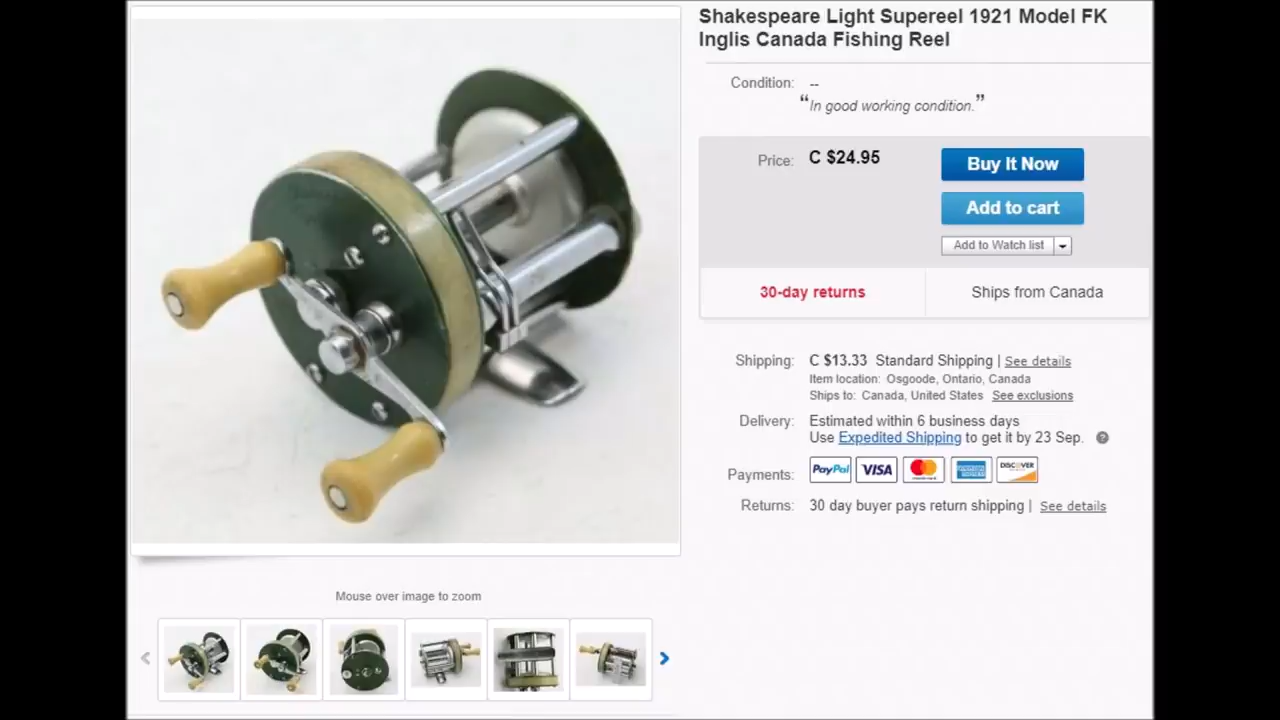 Shakespeare Light Supereel 1921 Model FK
Inglis Canada Fishing Reel
Condition: --
“In good working condition.”
Price: C $24.95
Buy It Now
Add to cart
Add to Watch list
30-day returns
Ships from Canada
Shipping: C $13.33 Standard Shipping | See details
Item location: Osgoode, Ontario, Canada
Ships to: Canada, United States See exclusions
Delivery: Estimated within 6 business days
Use Expedited Shipping to get it by 23 Sep. ?
Payments: PayPal VISA MasterCard AMERICAN EXPRESS DISCOVER
Returns: 30 day buyer pays return shipping | See details
Mouse over image to zoom